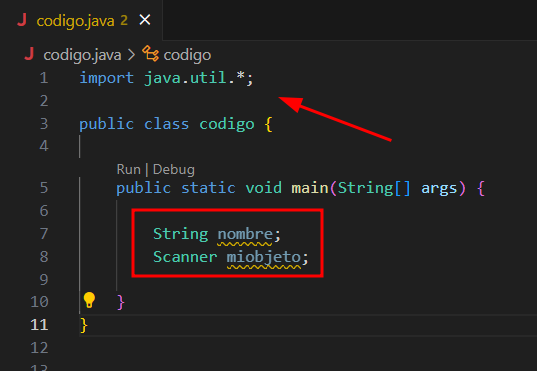 J codigo.java 2 ×
J codigo.java > codigo
1 import java.util.*;
2
3 public class codigo {
4
Run | Debug
5 public static void main(String[] args) {
6
7 String nombre;
8 Scanner miobjeto;
9
10 }
11 }
12